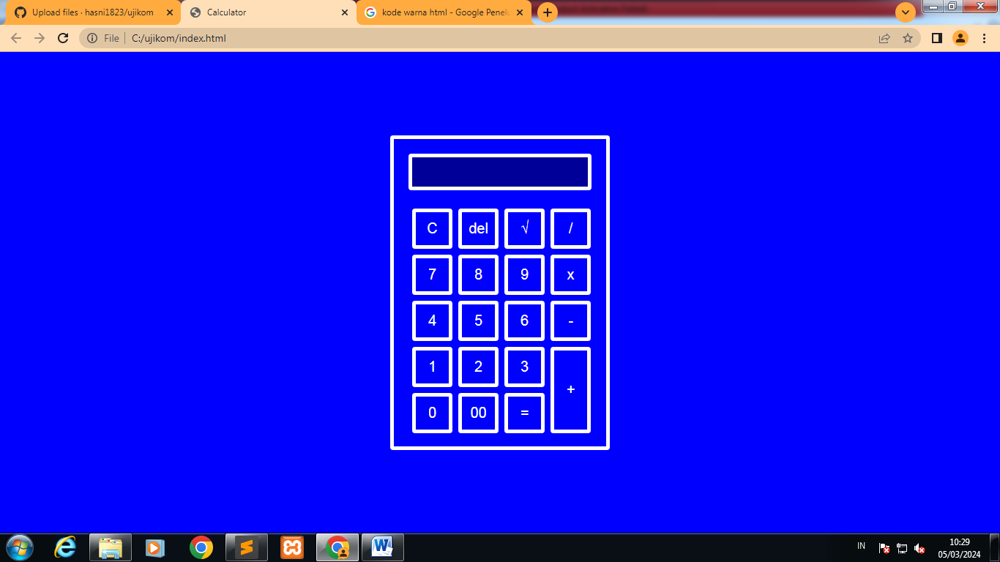 Upload files · hasni1823/ujikom
Calculator
kode warna html - Google Penel
File
C:/ujikom/index.html
C del √ /
7 8 9 x
4 5 6 -
1 2 3
+
0 00 =
IN
10:29
05/03/2024